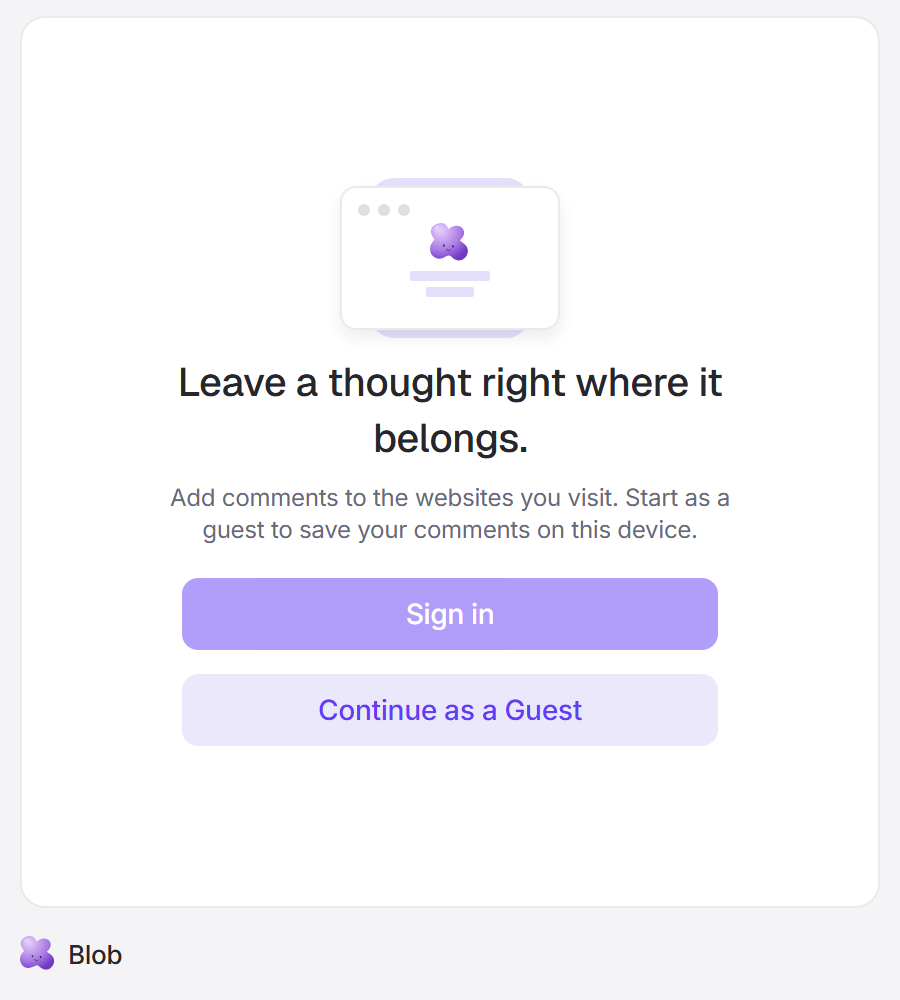 Leave a thought right where it
belongs.
Add comments to the websites you visit. Start as a
guest to save your comments on this device.
Sign in
Continue as a Guest
Blob